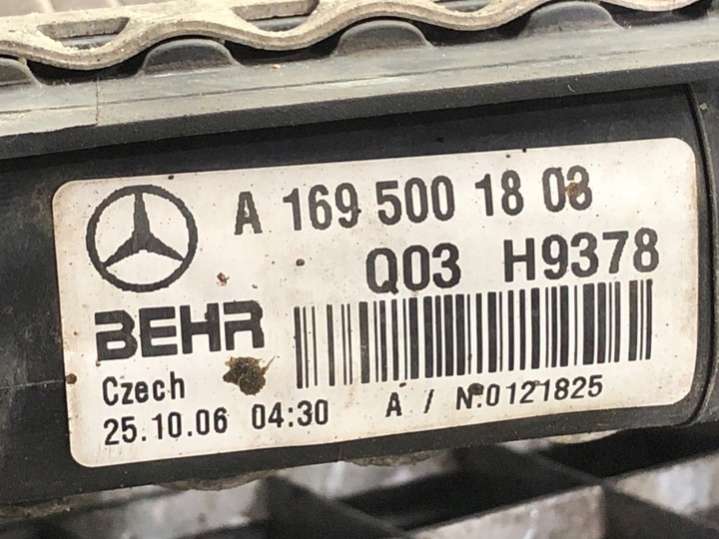 A 169 500 18 03
Q03 H9378
BEHR
Czech
25.10.06 04:30 A / N.0121825